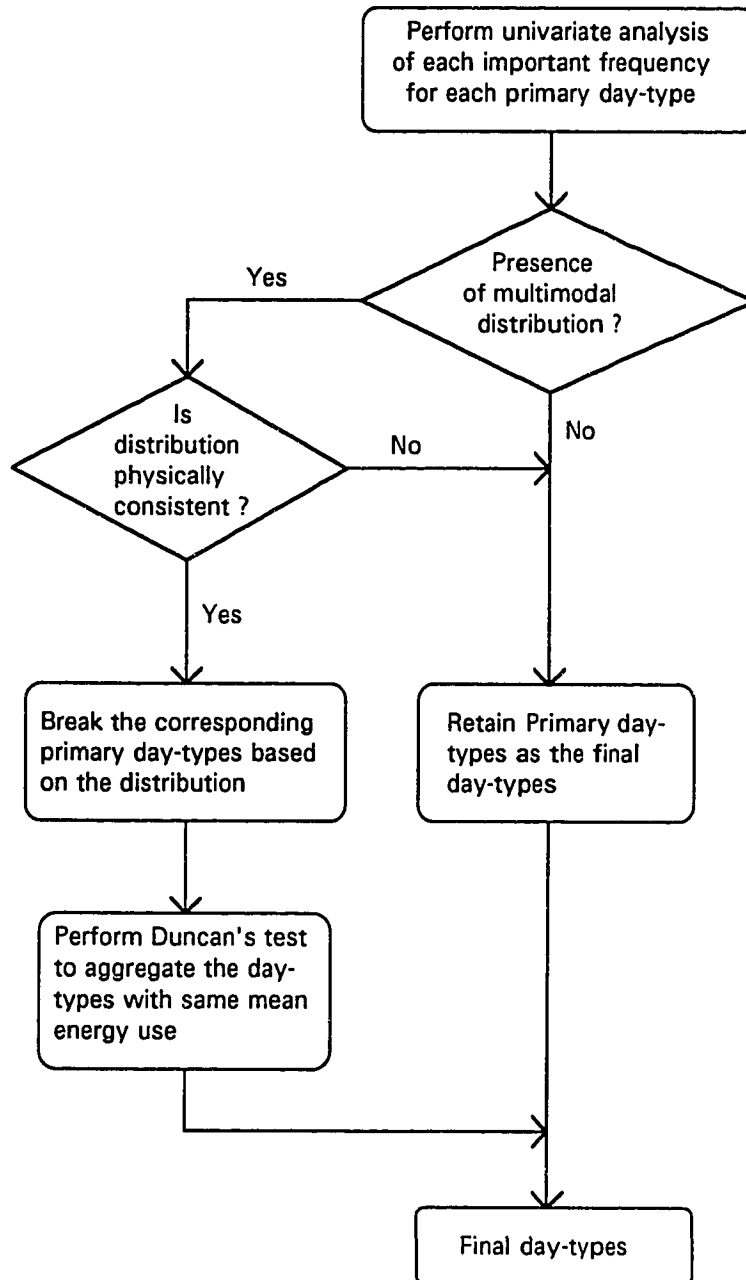 Perform univariate analysis
of each important frequency
for each primary day-type
Presence
of multimodal
distribution ?
Yes
No
Is
distribution
physically
consistent ?
No
Yes
Break the corresponding
primary day-types based
on the distribution
Retain Primary day-
types as the final
day-types
Perform Duncan's test
to aggregate the day-
types with same mean
energy use
Final day-types